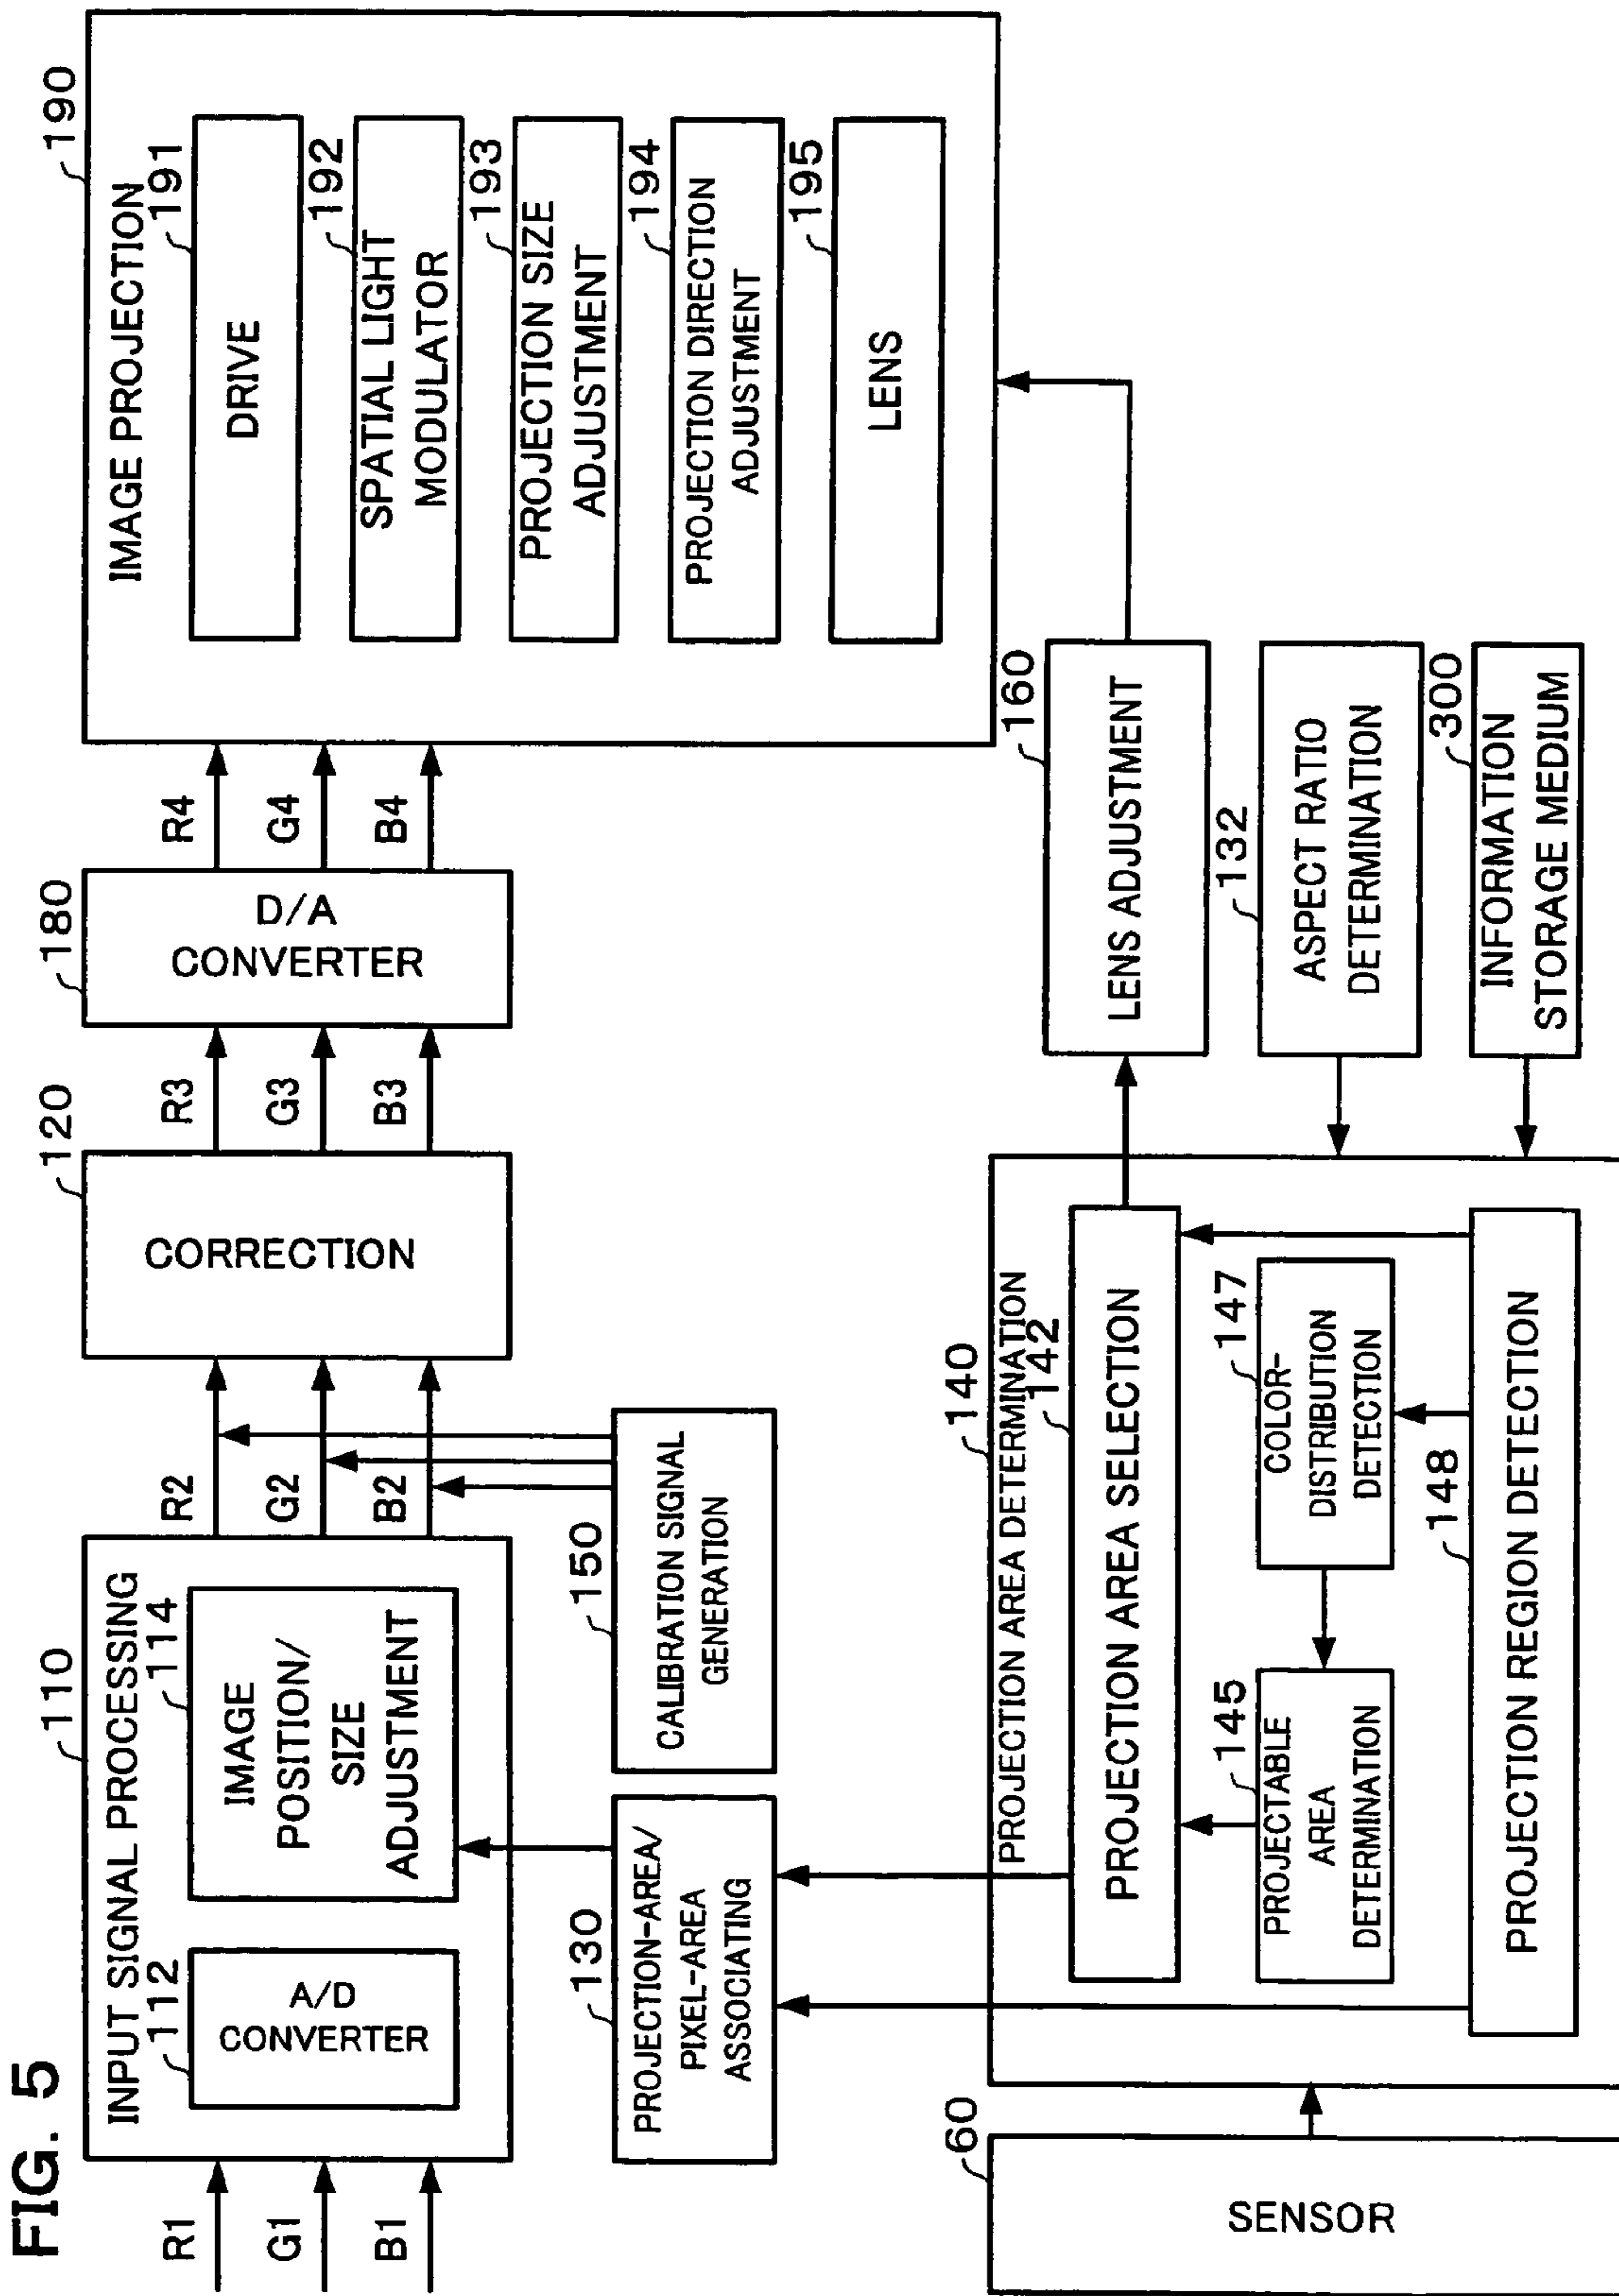 FIG. 5
R1
G1
B1
110
INPUT SIGNAL PROCESSING
112
A/D
CONVERTER
114
IMAGE
POSITION/
SIZE
ADJUSTMENT
R2
G2
B2
120
CORRECTION
R3
G3
B3
180
D/A
CONVERTER
R4
G4
B4
190
IMAGE PROJECTION
191
DRIVE
192
SPATIAL LIGHT
MODULATOR
193
PROJECTION SIZE
ADJUSTMENT
194
PROJECTION DIRECTION
ADJUSTMENT
195
LENS
130
PROJECTION-AREA/
PIXEL-AREA
ASSOCIATING
150
CALIBRATION SIGNAL
GENERATION
60
SENSOR
140
PROJECTION AREA DETERMINATION
142
PROJECTION AREA SELECTION
145
PROJECTABLE
AREA
DETERMINATION
147
COLOR-
DISTRIBUTION
DETECTION
148
PROJECTION REGION DETECTION
160
LENS ADJUSTMENT
132
ASPECT RATIO
DETERMINATION
300
INFORMATION
STORAGE MEDIUM